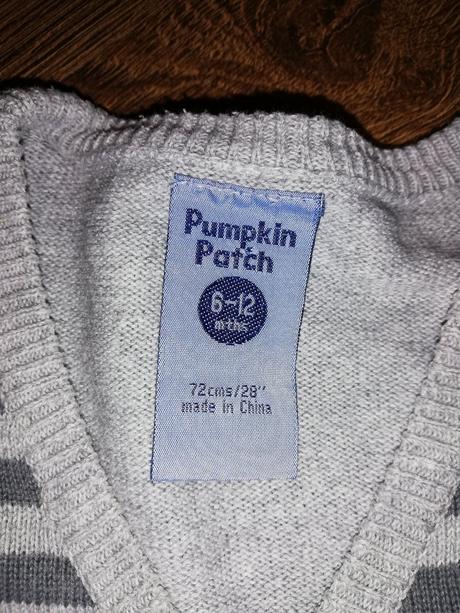 Pumpkin
Patch
6-12
mths
72cms/28"
made in China